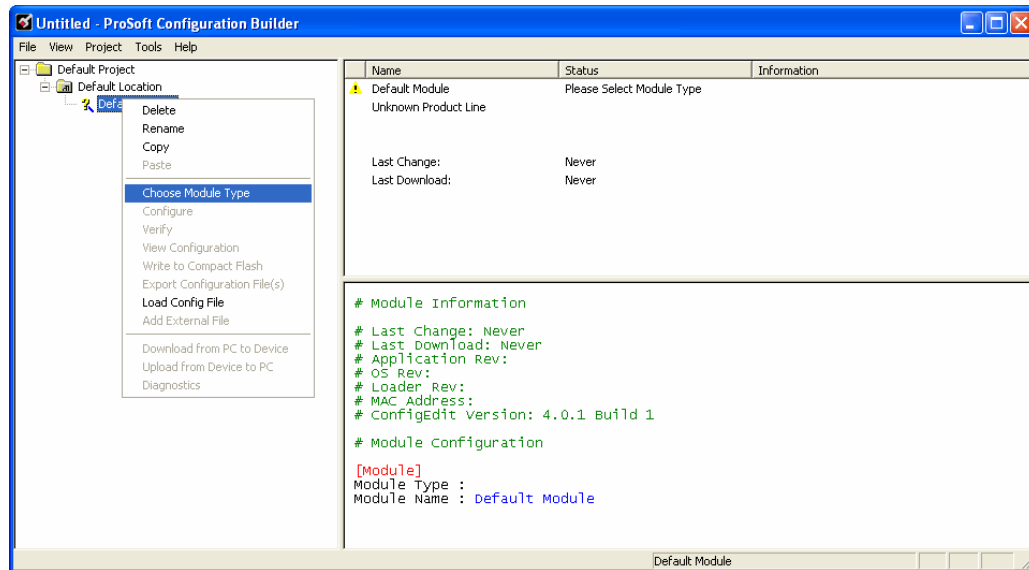 Untitled - ProSoft Configuration Builder
File View Project Tools Help
Default Project
Default Location
Defa
Delete
Rename
Copy
Paste
Choose Module Type
Configure
Verify
View Configuration
Write to Compact Flash
Export Configuration File(s)
Load Config File
Add External File
Download from PC to Device
Upload from Device to PC
Diagnostics
Name Status Information
Default Module Please Select Module Type
Unknown Product Line
Last Change: Never
Last Download: Never
# Module Information
# Last Change: Never
# Last Download: Never
# Application Rev:
# OS Rev:
# Loader Rev:
# MAC Address:
# ConfigEdit Version: 4.0.1 Build 1
# Module Configuration
[Module]
Module Type :
Module Name : Default Module
Default Module